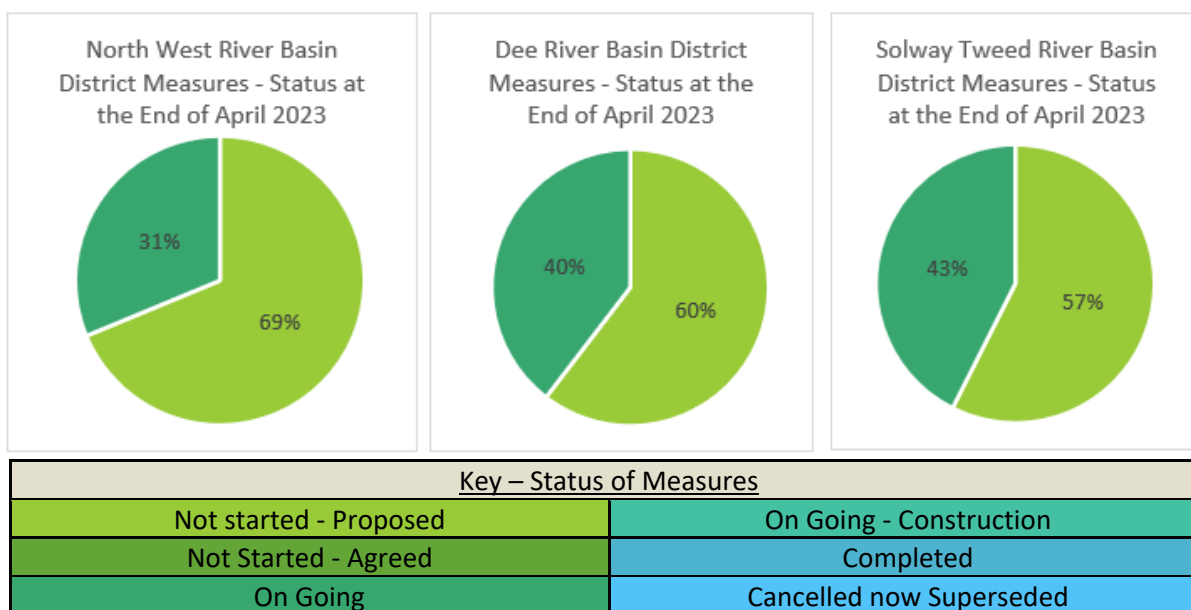 North West River Basin
District Measures - Status at
the End of April 2023
31%
69%
Dee River Basin District
Measures - Status at the
End of April 2023
40%
60%
Solway Tweed River Basin
District Measures - Status
at the End of April 2023
43%
57%
Key – Status of Measures
Not started - Proposed
On Going - Construction
Not Started - Agreed
Completed
On Going
Cancelled now Superseded